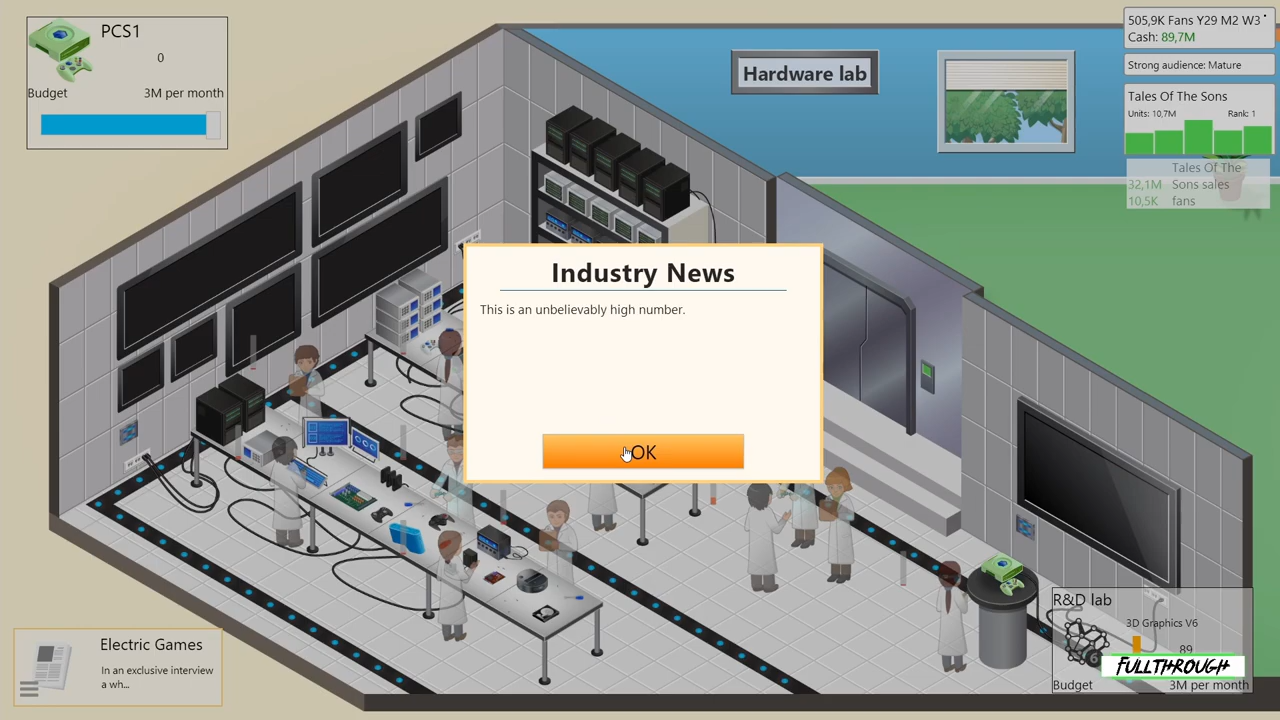 PCS1
0
Budget
3M per month
Hardware lab
505,9K Fans Y29 M2 W3
Cash: 89,7M
Strong audience: Mature
Tales Of The Sons
Units: 10,7M
Rank: 1
Tales Of The
32,1M Sons sales
10,5K fans
Industry News
This is an unbelievably high number.
OK
Electric Games
In an exclusive interview
a wh...
R&D lab
3D Graphics V6
89
FULLTHROUGH
Budget
3M per month